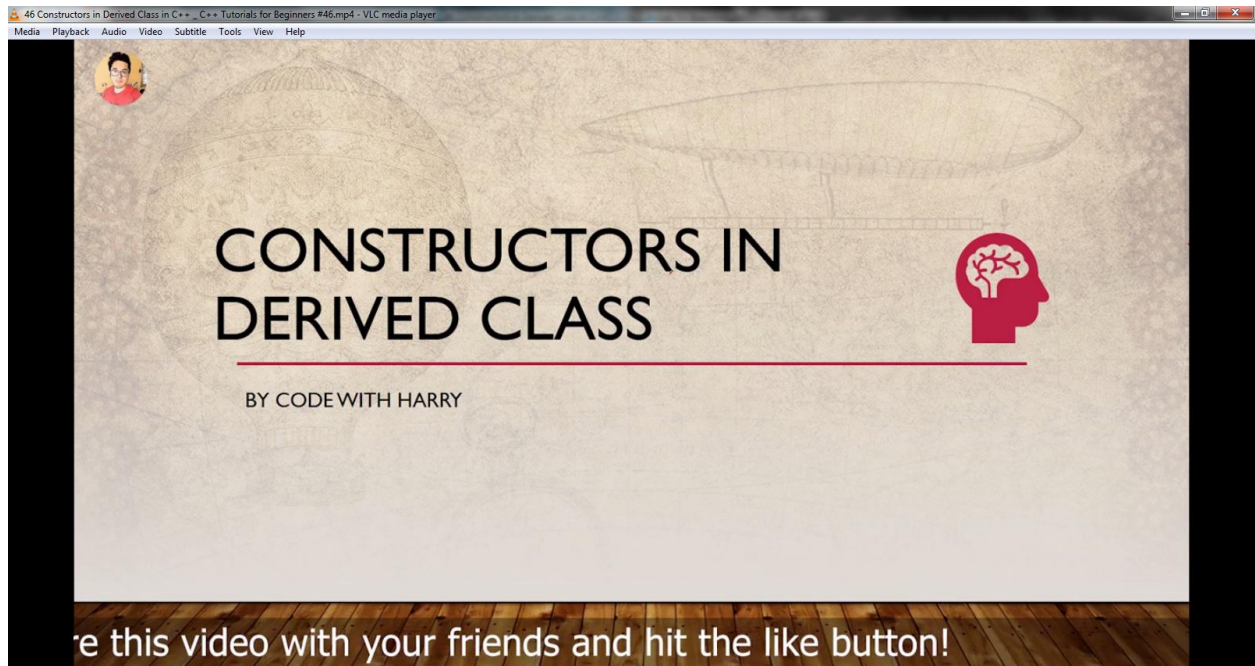 46 Constructors in Derived Class in C++ _ C++ Tutorials for Beginners #46.mp4 - VLC media player
Media Playback Audio Video Subtitle Tools View Help
CONSTRUCTORS IN
DERIVED CLASS
BY CODE WITH HARRY
re this video with your friends and hit the like button!